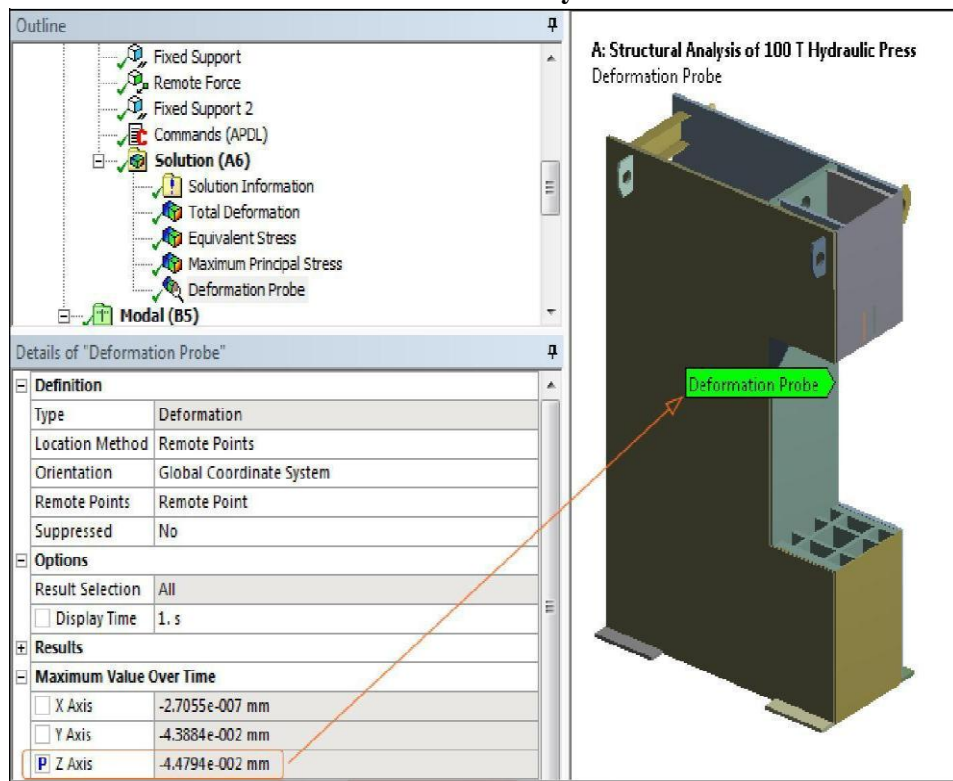 Outline
Fixed Support
Remote Force
Fixed Support 2
Commands (APDL)
Solution (A6)
Solution Information
Total Deformation
Equivalent Stress
Maximum Principal Stress
Deformation Probe
Modal (B5)
Details of "Deformation Probe"
Definition
Type Deformation
Location Method Remote Points
Orientation Global Coordinate System
Remote Points Remote Point
Suppressed No
Options
Result Selection All
Display Time 1. s
Results
Maximum Value Over Time
X Axis -2.7055e-007 mm
Y Axis -4.3884e-002 mm
P Z Axis -4.4794e-002 mm
A: Structural Analysis of 100 T Hydraulic Press
Deformation Probe
Deformation Probe